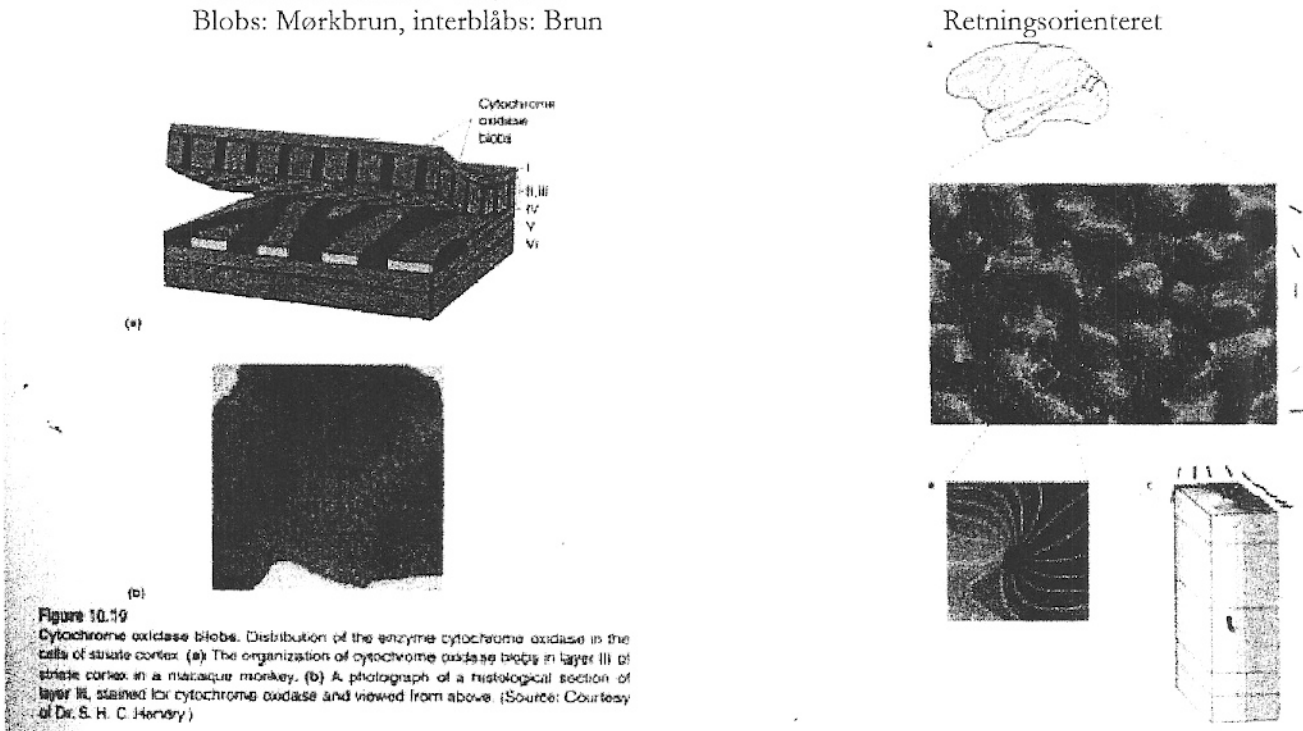 Blobs: Mørkbrun, interblåbs: Brun
Cytochrome
oxidase
blobs
I
II, III
IV
V
VI
(a)
(b)
Figure 10.19
Cytochrome oxidase blobs. Distribution of the enzyme cytochrome oxidase in the
cells of striate cortex. (a) The organization of cytochrome oxidase blobs in layer III of
striate cortex in a macaque monkey. (b) A photograph of a histological section of
layer III, stained for cytochrome oxidase and viewed from above. (Source: Courtesy
of Dr. S. H. C. Hendry.)
Retningsorienteret
A
C